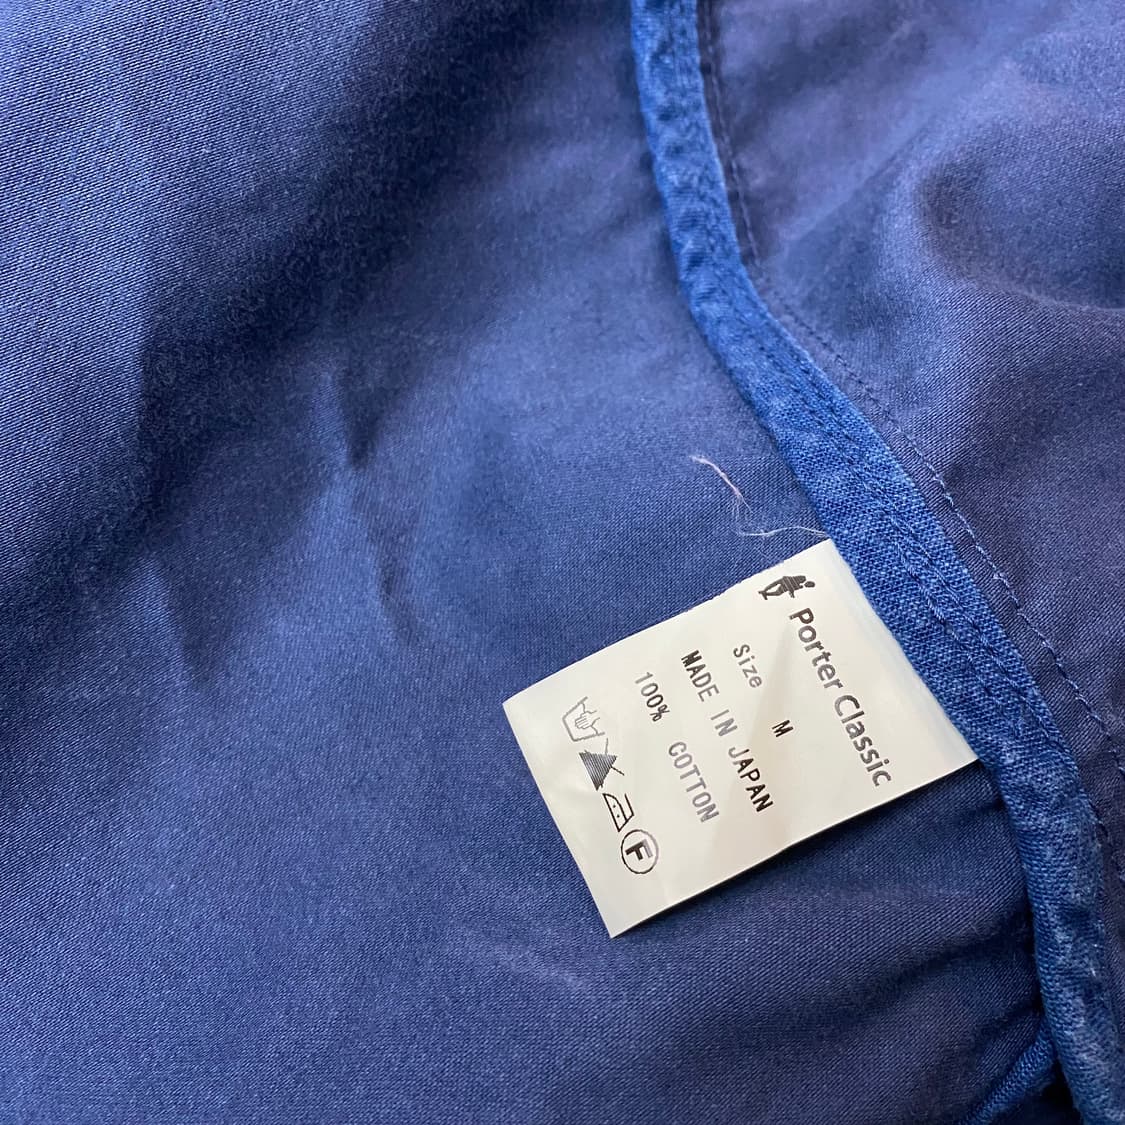 Porter Classic
Size M
MADE IN JAPAN
100% COTTON
F